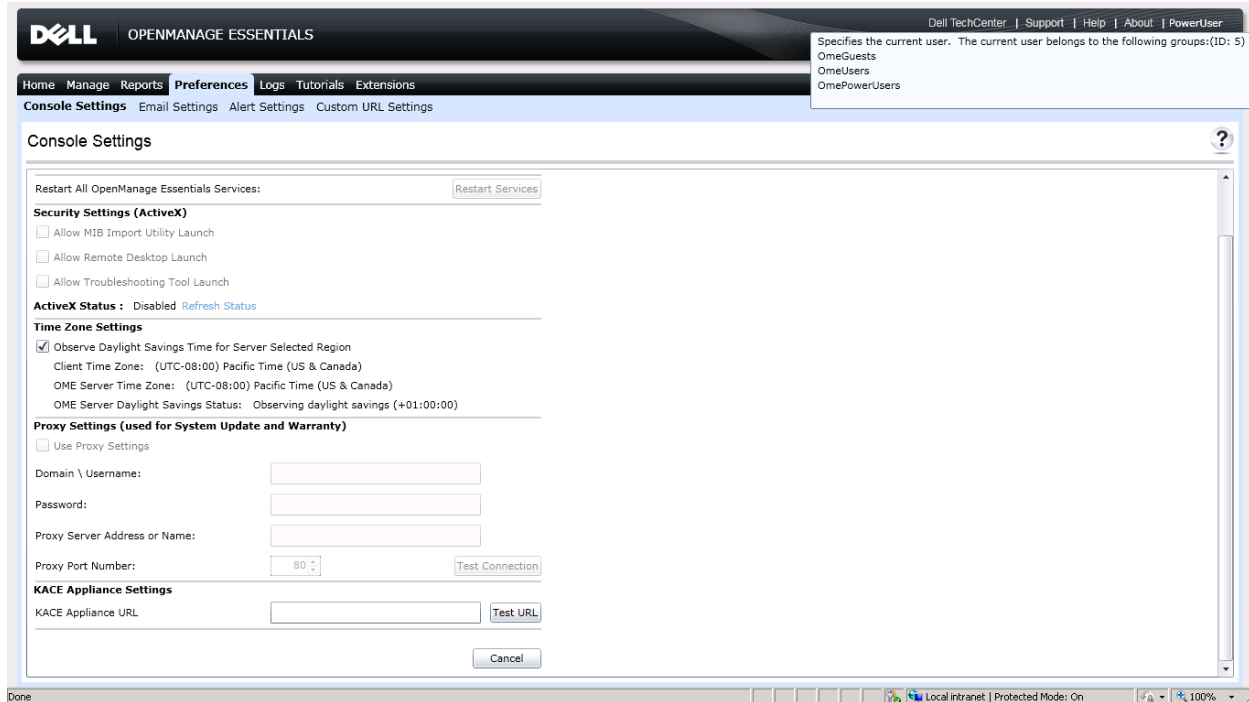 DELL OPENMANAGE ESSENTIALS
Dell TechCenter | Support | Help | About | PowerUser
Specifies the current user. The current user belongs to the following groups:(ID: 5)
OmeGuests
OmeUsers
OmePowerUsers
Home Manage Reports Preferences Logs Tutorials Extensions
Console Settings Email Settings Alert Settings Custom URL Settings
Console Settings
?
Restart All OpenManage Essentials Services: Restart Services
Security Settings (ActiveX)
Allow MIB Import Utility Launch
Allow Remote Desktop Launch
Allow Troubleshooting Tool Launch
ActiveX Status : Disabled Refresh Status
Time Zone Settings
Observe Daylight Savings Time for Server Selected Region
Client Time Zone: (UTC-08:00) Pacific Time (US & Canada)
OME Server Time Zone: (UTC-08:00) Pacific Time (US & Canada)
OME Server Daylight Savings Status: Observing daylight savings (+01:00:00)
Proxy Settings (used for System Update and Warranty)
Use Proxy Settings
Domain \ Username:
Password:
Proxy Server Address or Name:
Proxy Port Number: 80 Test Connection
KACE Appliance Settings
KACE Appliance URL Test URL
Cancel
Done Local intranet | Protected Mode: On 100%